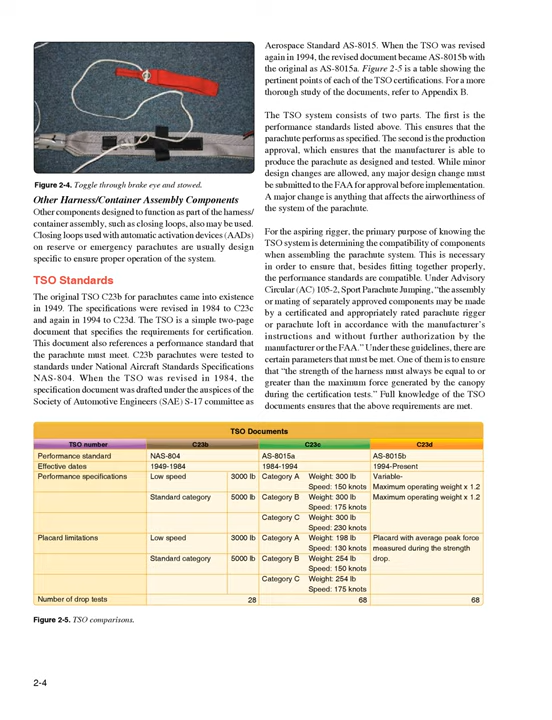 Figure 2-4. Toggle through brake eye and stowed.
Other Harness/Container Assembly Components
Other components designed to function as part of the harness/
container assembly, such as closing loops, also may be used.
Closing loops used with automatic activation devices (AADs)
on reserve or emergency parachutes are usually design
specific to ensure proper operation of the system.
TSO Standards
The original TSO C23b for parachutes came into existence
in 1949. The specifications were revised in 1984 to C23c
and again in 1994 to C23d. The TSO is a simple two-page
document that specifies the requirements for certification.
This document also references a performance standard that
the parachute must meet. C23b parachutes were tested to
standards under National Aircraft Standards Specifications
NAS-804. When the TSO was revised in 1984, the
specification document was drafted under the auspices of the
Society of Automotive Engineers (SAE) S-17 committee as
Aerospace Standard AS-8015. When the TSO was revised
again in 1994, the revised document became AS-8015b with
the original as AS-8015a. Figure 2-5 is a table showing the
pertinent points of each of the TSO certifications. For a more
thorough study of the documents, refer to Appendix B.
The TSO system consists of two parts. The first is the
performance standards listed above. This ensures that the
parachute performs as specified. The second is the production
approval, which ensures that the manufacturer is able to
produce the parachute as designed and tested. While minor
design changes are allowed, any major design change must
be submitted to the FAA for approval before implementation.
A major change is anything that affects the airworthiness of
the system of the parachute.
For the aspiring rigger, the primary purpose of knowing the
TSO system is determining the compatibility of components
when assembling the parachute system. This is necessary
in order to ensure that, besides fitting together properly,
the performance standards are compatible. Under Advisory
Circular (AC) 105-2, Sport Parachute Jumping, “the assembly
or mating of separately approved components may be made
by a certificated and appropriately rated parachute rigger
or parachute loft in accordance with the manufacturer’s
instructions and without further authorization by the
manufacturer or the FAA.” Under these guidelines, there are
certain parameters that must be met. One of them is to ensure
that “the strength of the harness must always be equal to or
greater than the maximum force generated by the canopy
during the certification tests.” Full knowledge of the TSO
documents ensures that the above requirements are met.
TSO Documents
TSO number C23b C23c C23d
Performance standard NAS-804 AS-8015a AS-8015b
Effective dates 1949-1984 1984-1994 1994-Present
Performance specifications Low speed 3000 lb Category A Weight: 300 lb Variable-
Speed: 150 knots Maximum operating weight x 1.2
Standard category 5000 lb Category B Weight: 300 lb Maximum operating weight x 1.2
Speed: 175 knots
Category C Weight: 300 lb
Speed: 230 knots
Placard limitations Low speed 3000 lb Category A Weight: 198 lb Placard with average peak force
Speed: 130 knots measured during the strength
Standard category 5000 lb Category B Weight: 254 lb drop.
Speed: 150 knots
Category C Weight: 254 lb
Speed: 175 knots
Number of drop tests 28 68 68
Figure 2-5. TSO comparisons.
2-4